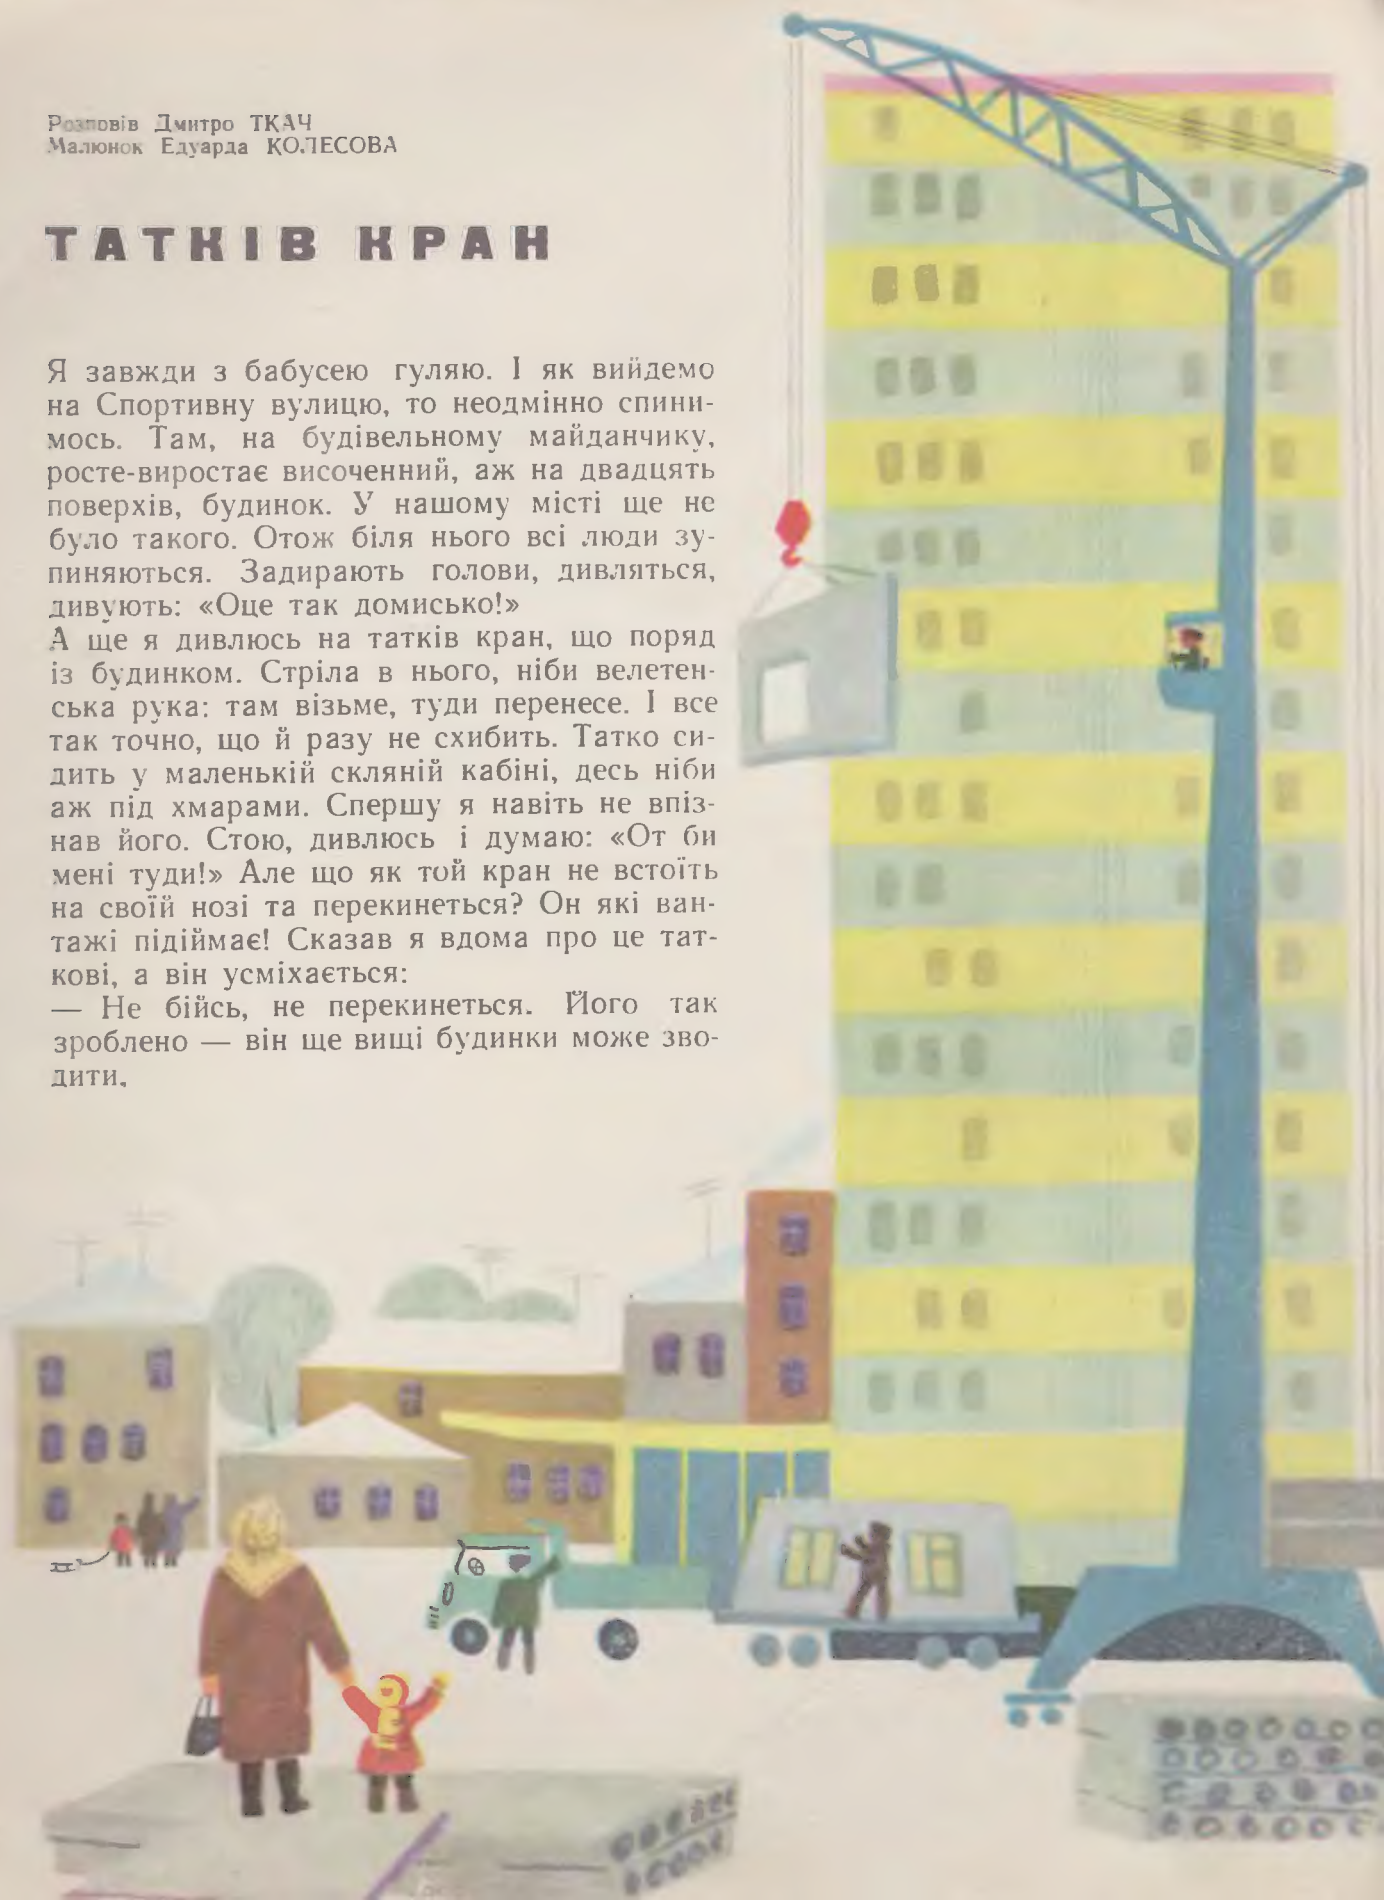 Розповів Дмитро ТКАЧ
Малюнок Едуарда КОЛЕСОВА
ТАТКІВ КРАН
Я завжди з бабусею гуляю. І як вийдемо
на Спортивну вулицю, то неодмінно спини-
мось. Там, на будівельному майданчику,
росте-виростає височенний, аж на двадцять
поверхів, будинок. У нашому місті ще не
було такого. Отож біля нього всі люди зу-
пиняються. Задирають голови, дивляться,
дивують: «Оце так домисько!»
А ще я дивлюсь на татків кран, що поряд
із будинком. Стріла в нього, ніби велетен-
ська рука: там візьме, туди перенесе. І все
так точно, що й разу не схибить. Татко си-
дить у маленькій скляній кабіні, десь ніби
аж під хмарами. Спершу я навіть не впіз-
нав його. Стою, дивлюсь і думаю: «От би
мені туди!» Але що як той кран не встоїть
на своїй нозі та перекинеться? Он які ван-
тажі підіймає! Сказав я вдома про це тат-
кові, а він усміхається:
— Не бійсь, не перекинеться. Його так
зроблено — він ще вищі будинки може зво-
дити.